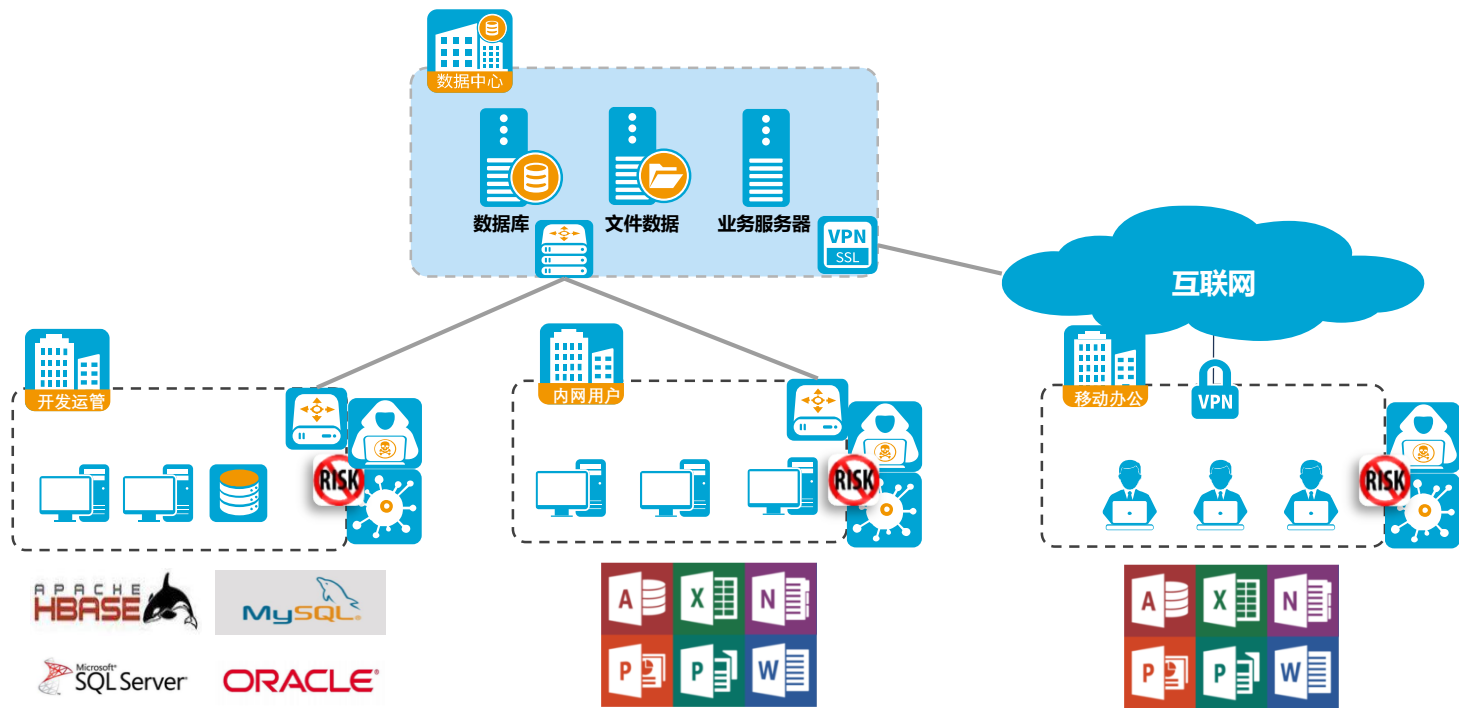 数据中心
数据库
文件数据
业务服务器
VPN
SSL
互联网
开发运管
内网用户
移动办公
VPN
RISK
RISK
RISK
APACHE
HBASE
MySQL®
Microsoft®
SQL Server®
ORACLE®
A X N
P P W
A X N
P P W